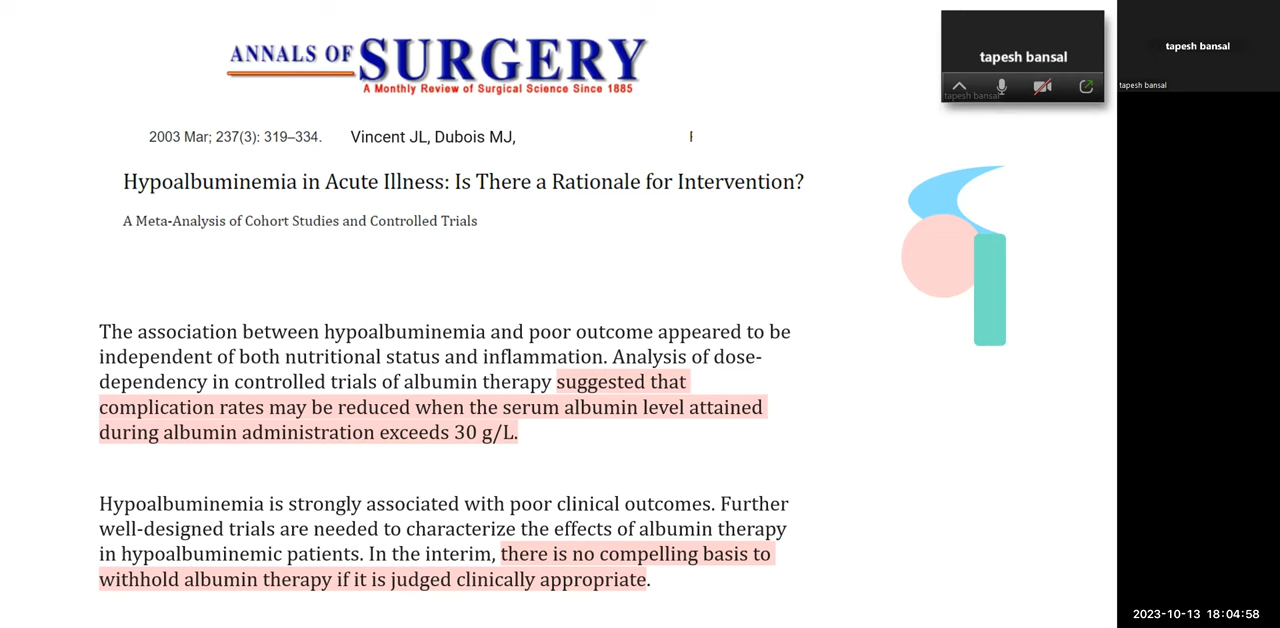 ANNALS OF SURGERY
A Monthly Review of Surgical Science Since 1885
2003 Mar; 237(3): 319–334. Vincent JL, Dubois MJ,
Hypoalbuminemia in Acute Illness: Is There a Rationale for Intervention?
A Meta-Analysis of Cohort Studies and Controlled Trials
The association between hypoalbuminemia and poor outcome appeared to be
independent of both nutritional status and inflammation. Analysis of dose-
dependency in controlled trials of albumin therapy suggested that
complication rates may be reduced when the serum albumin level attained
during albumin administration exceeds 30 g/L.
Hypoalbuminemia is strongly associated with poor clinical outcomes. Further
well-designed trials are needed to characterize the effects of albumin therapy
in hypoalbuminemic patients. In the interim, there is no compelling basis to
withhold albumin therapy if it is judged clinically appropriate.
tapesh bansal
tapesh bansal
tapesh bansal
tapesh bansal
2023-10-13 18:04:58